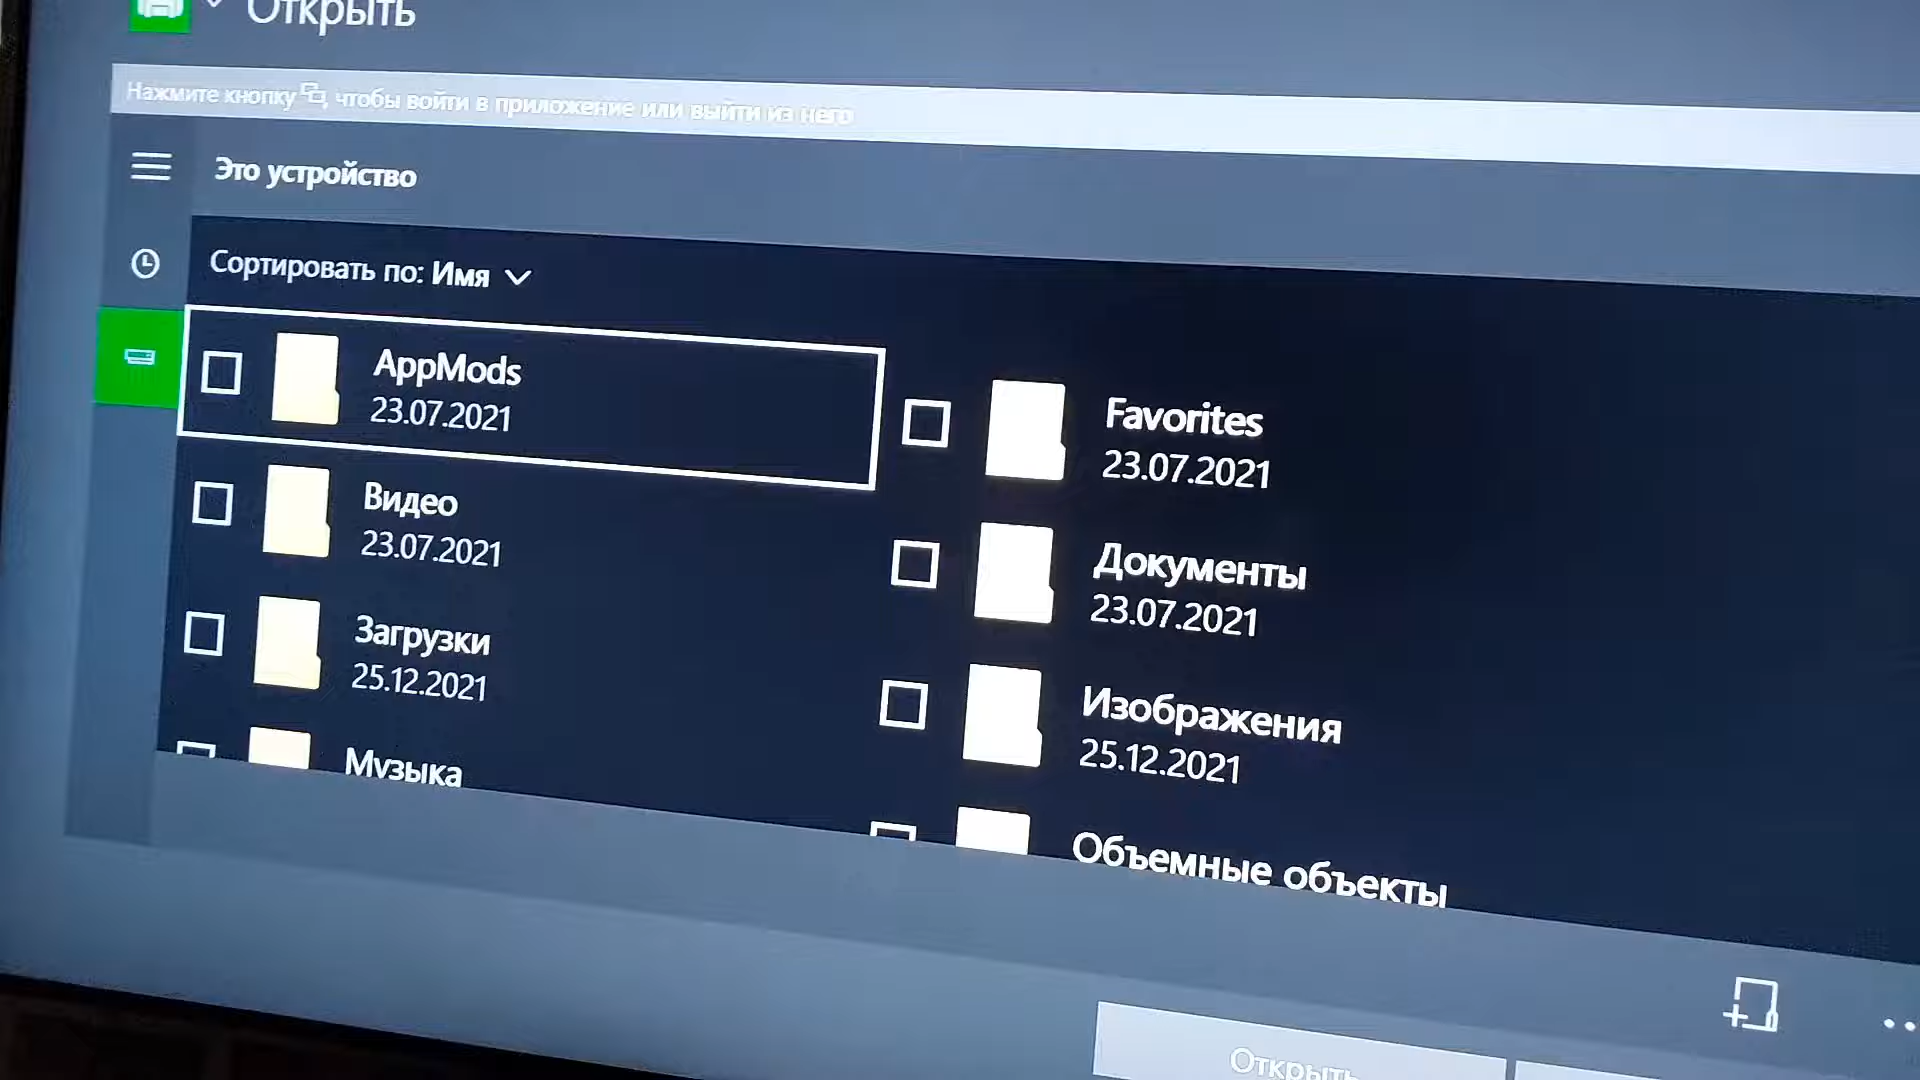 Открыть
Нажмите кнопку , чтобы войти в приложение или выйти из него
Это устройство
Сортировать по: Имя
AppMods
23.07.2021
Видео
23.07.2021
Загрузки
25.12.2021
Музыка
Favorites
23.07.2021
Документы
23.07.2021
Изображения
25.12.2021
Объемные объекты
Открыть